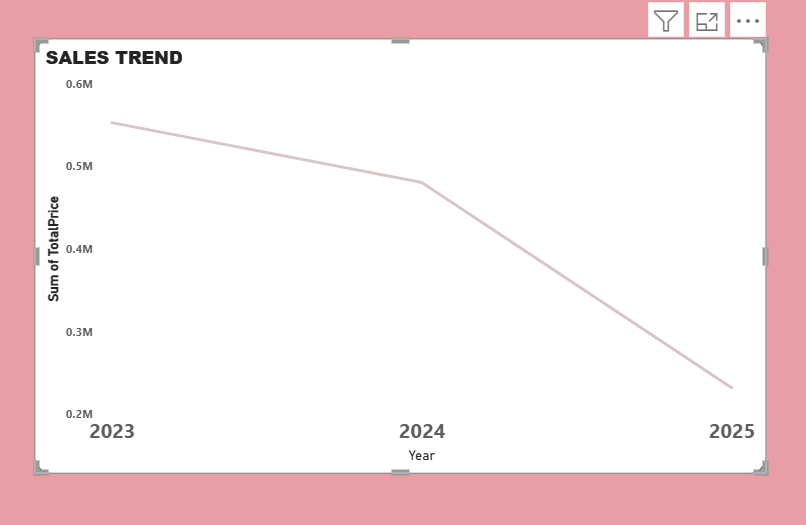 SALES TREND
0.6M
0.5M
0.4M
0.3M
0.2M
Sum of TotalPrice
2023 2024 2025
Year